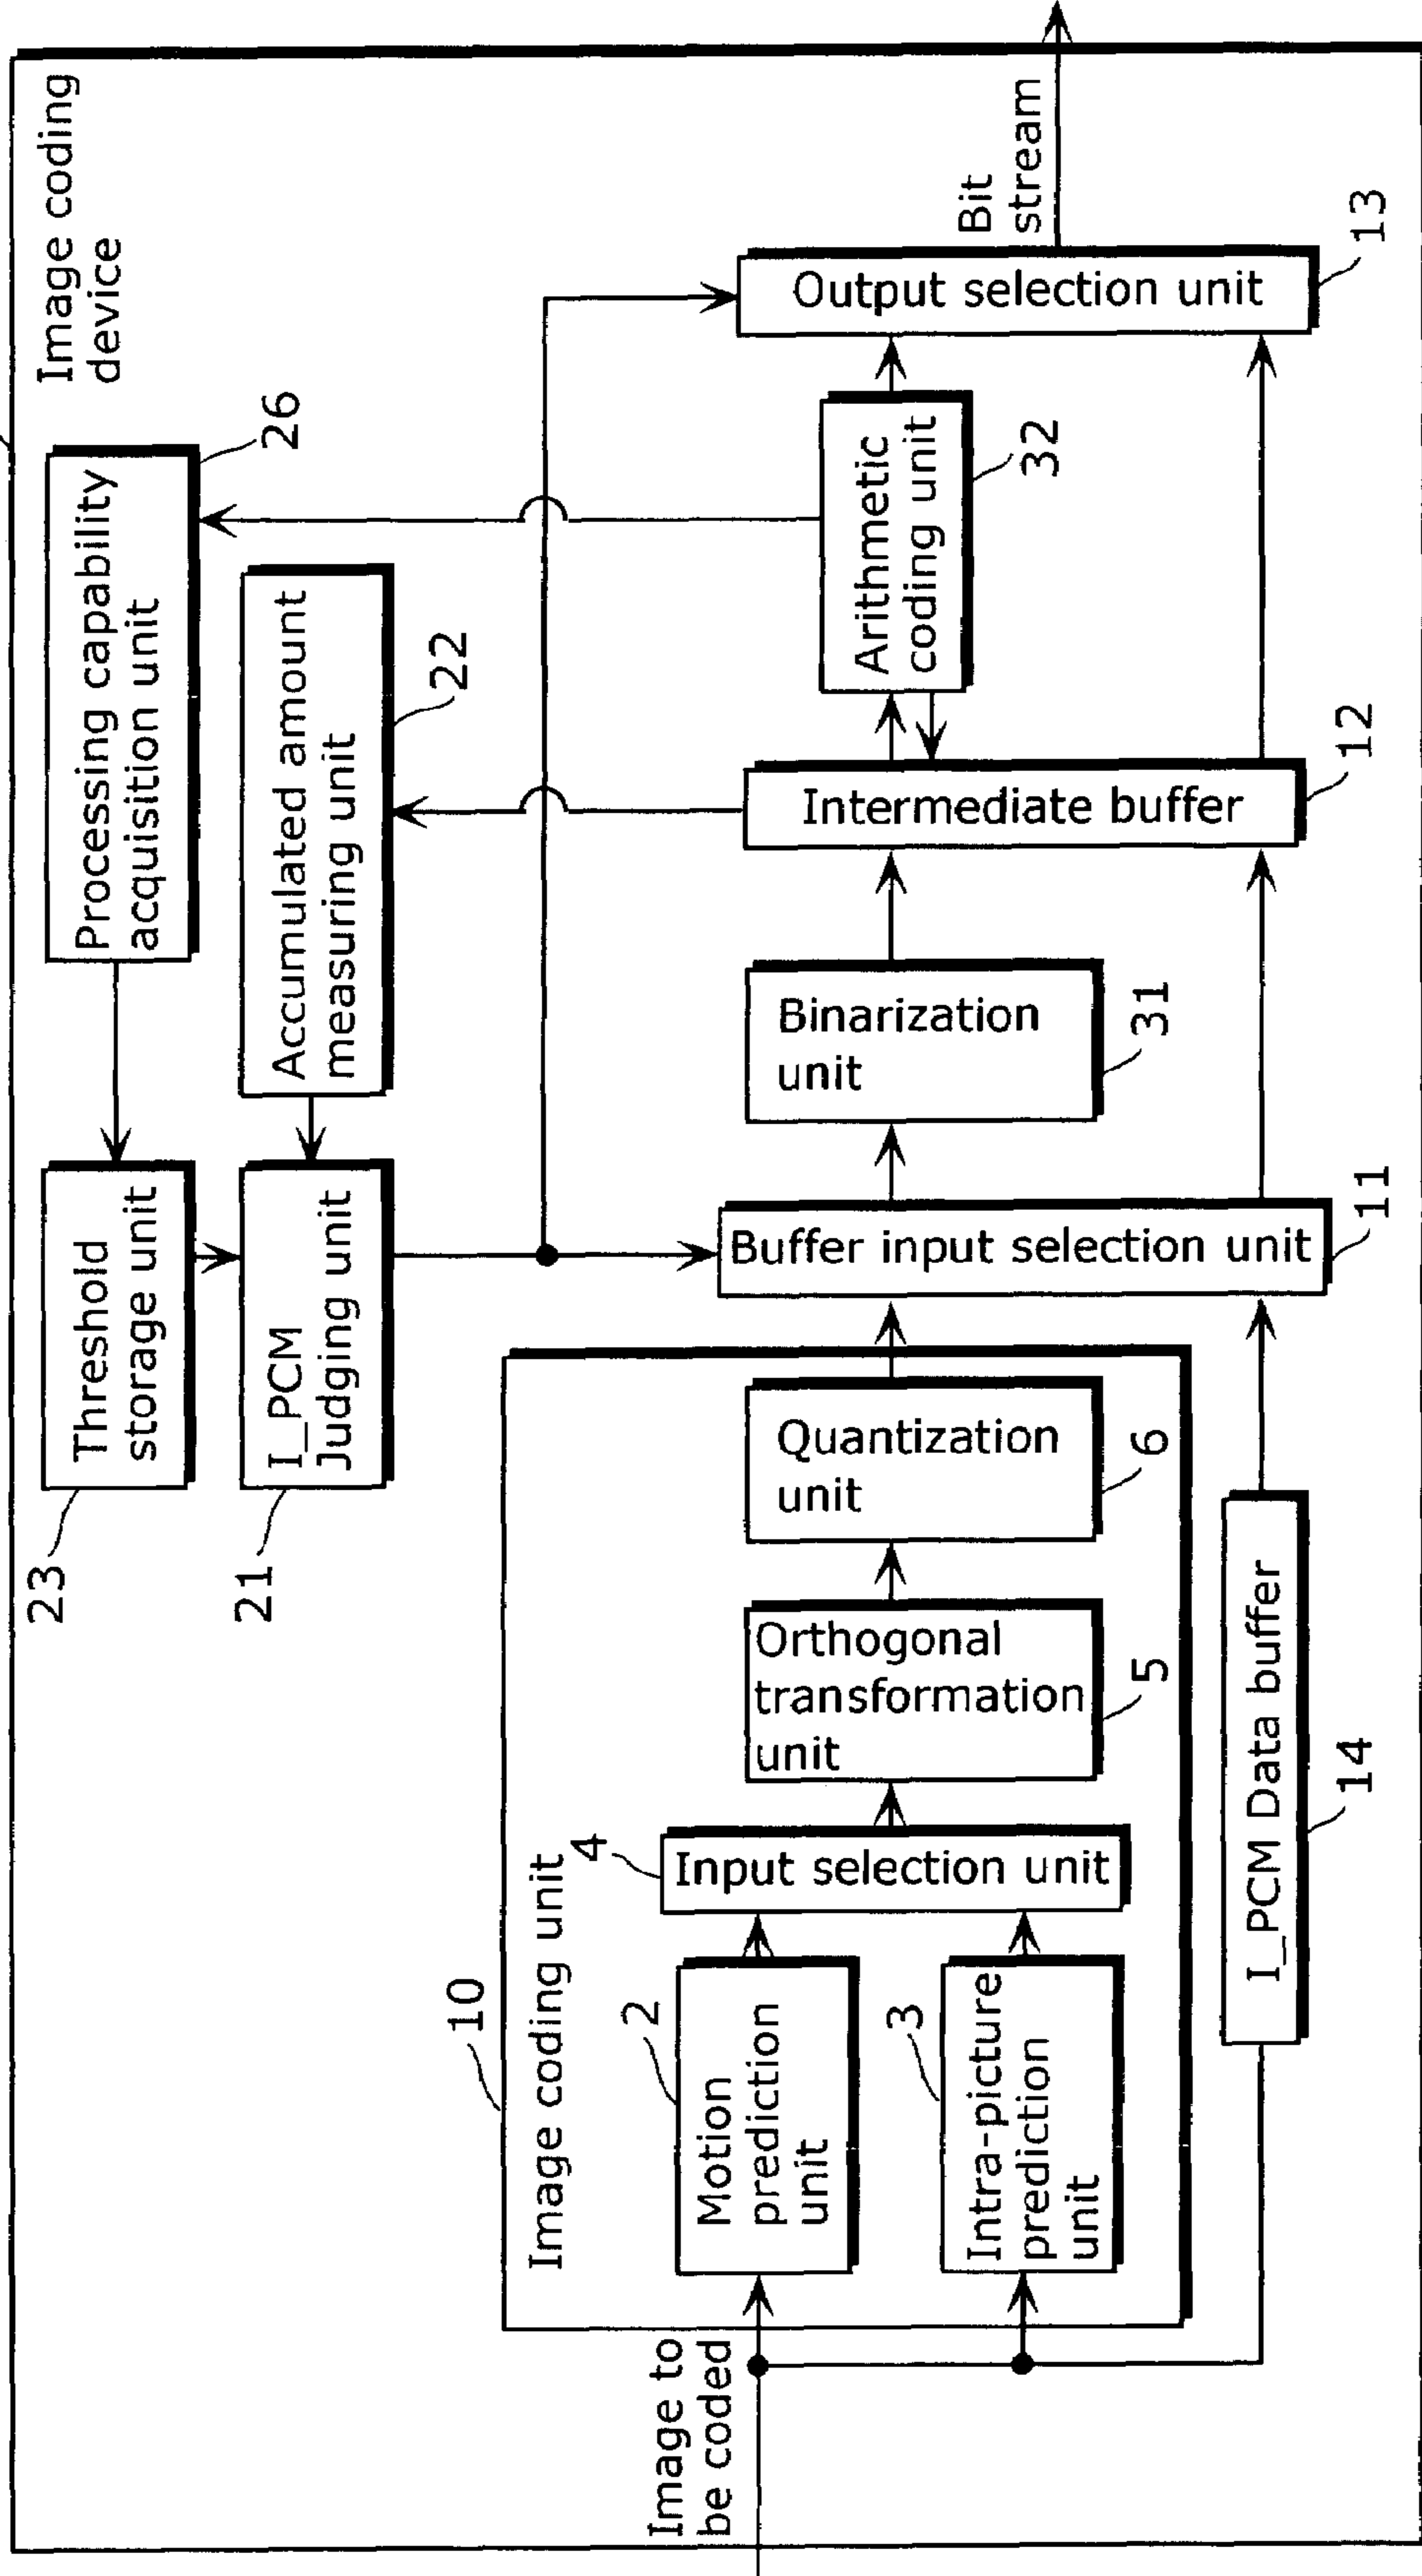 Image coding
device
Processing capability
acquisition unit
26
Threshold
storage unit
23
Accumulated amount
measuring unit
22
I_PCM
Judging unit
21
10
Image coding unit
Image to
be coded
2
Motion
prediction
unit
3
Intra-picture
prediction
unit
4
Input selection unit
Orthogonal
transformation
unit
5
Quantization
unit
6
Buffer input selection unit
11
Binarization
unit
31
Intermediate buffer
12
Arithmetic
coding unit
32
Output selection unit
13
Bit
stream
I_PCM Data buffer
14